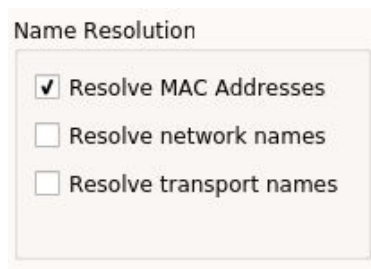 Name Resolution
Resolve MAC Addresses
Resolve network names
Resolve transport names